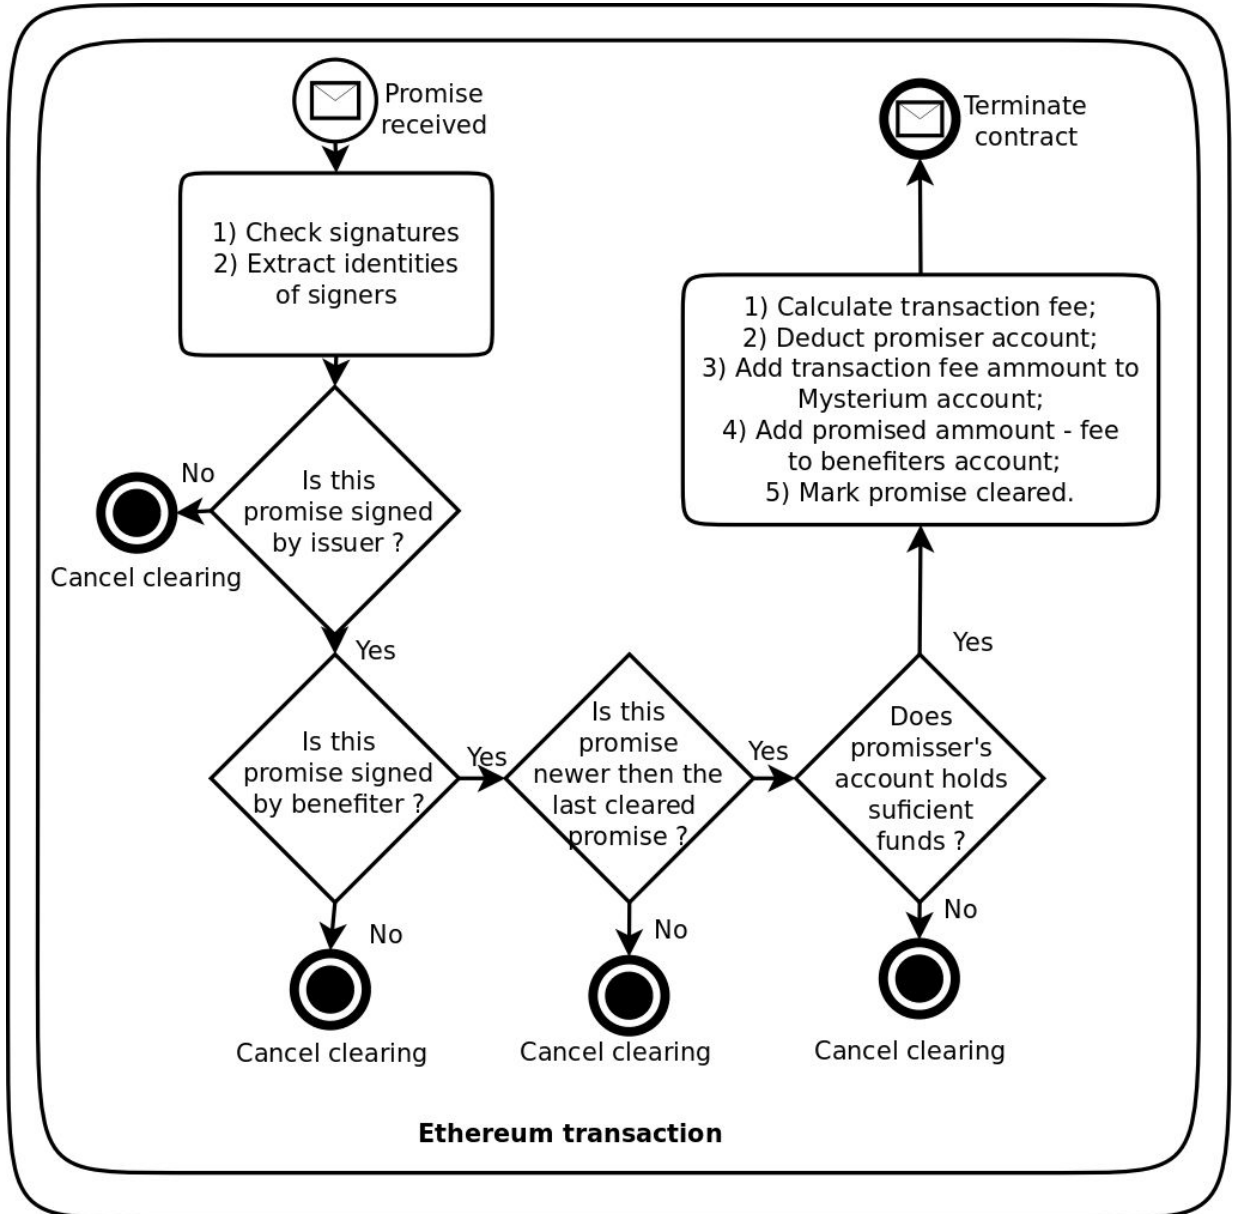 Promise
received
1) Check signatures
2) Extract identities
of signers
Is this
promise signed
by issuer ?
No
Cancel clearing
Yes
Is this
promise signed
by benefiter ?
No
Cancel clearing
Yes
Is this
promise
newer then the
last cleared
promise ?
No
Cancel clearing
Yes
Does
promisser's
account holds
suficient
funds ?
No
Cancel clearing
Yes
1) Calculate transaction fee;
2) Deduct promiser account;
3) Add transaction fee ammount to
Mysterium account;
4) Add promised ammount - fee
to benefiters account;
5) Mark promise cleared.
Terminate
contract
Ethereum transaction